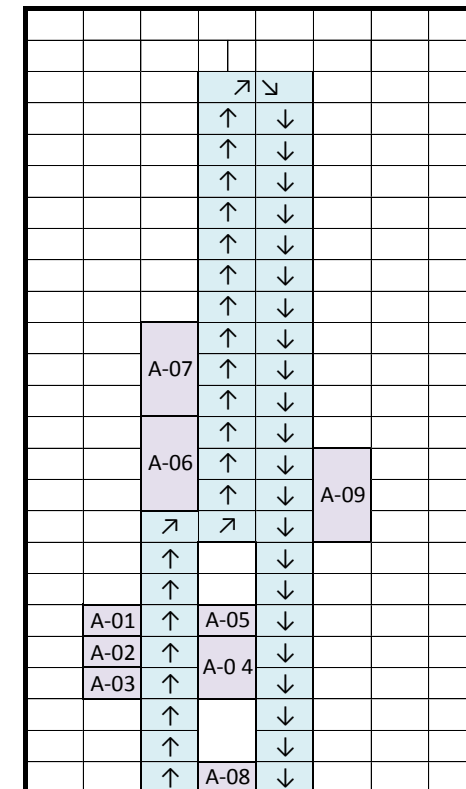 ↗ ↘
↑ ↓
↑ ↓
↑ ↓
↑ ↓
↑ ↓
↑ ↓
↑ ↓
↑ ↓
A-07 ↑ ↓
↑ ↓
↑ ↓
A-06 ↑ ↓
↑ ↓ A-09
↗ ↗ ↓
↑ ↓
↑ ↓
A-01 ↑ A-05 ↓
A-02 ↑ A-0 4 ↓
A-03 ↑ ↓
↑ ↓
↑ ↓
↑ A-08 ↓